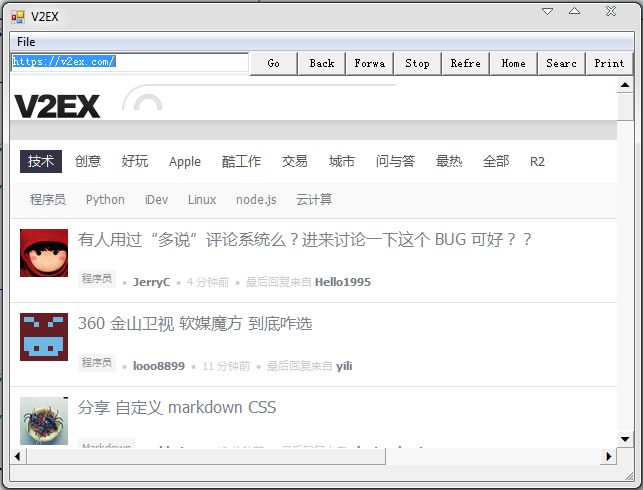 V2EX
File
https://v2ex.com/
Go Back Forwa Stop Refre Home Searc Print
V2EX
技术 创意 好玩 Apple 酷工作 交易 城市 问与答 最热 全部 R2
程序员 Python iDev Linux node.js 云计算
有人用过“多说”评论系统么？进来讨论一下这个 BUG 可好？？
程序员 • JerryC • 4 分钟前 • 最后回复来自 Hello1995
360 金山卫视 软媒魔方 到底咋选
程序员 • looo8899 • 11 分钟前 • 最后回复来自 yili
分享 自定义 markdown CSS
Markdown